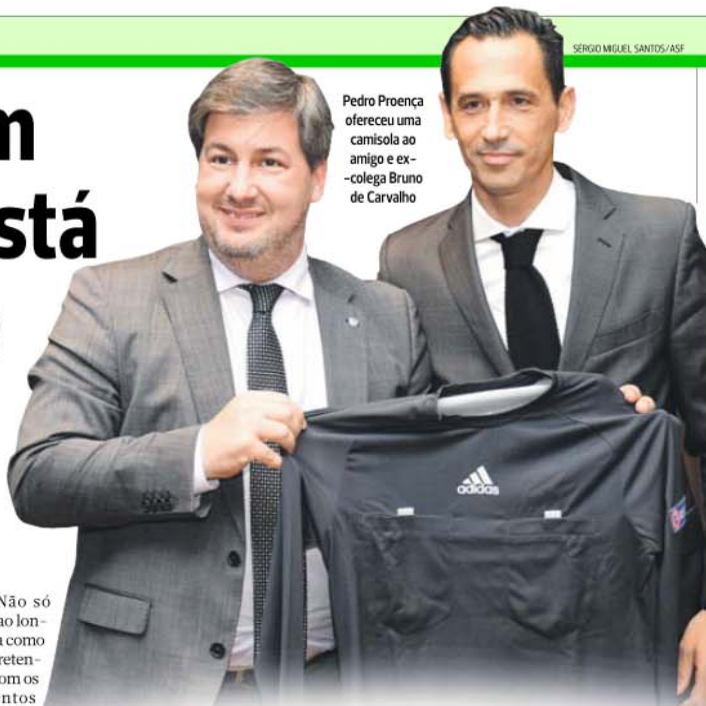 SÉRGIO MIGUEL SANTOS/ASF
Pedro Proença
ofereceu uma
camisola ao
amigo e ex-
-colega Bruno
de Carvalho
m
stá
adidas
Não só
ao lon-
como
reten-
om os
ntos